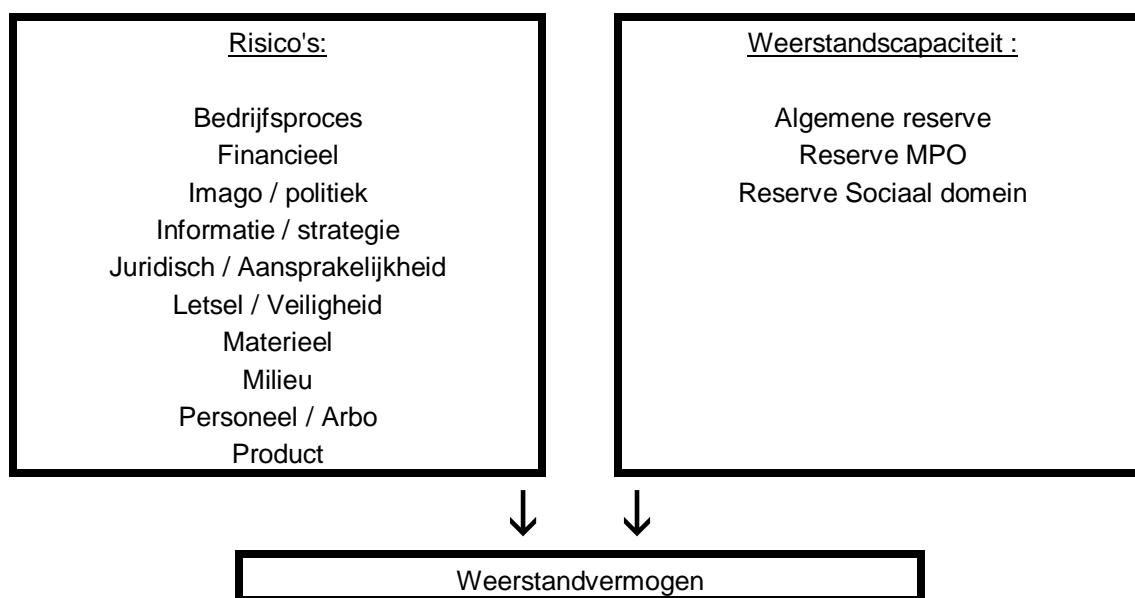 Risico's:
Bedrijfsproces
Financieel
Imago / politiek
Informatie / strategie
Juridisch / Aansprakelijkheid
Letsel / Veiligheid
Materieel
Milieu
Personeel / Arbo
Product
Weerstandscapaciteit :
Algemene reserve
Reserve MPO
Reserve Sociaal domein
Weerstandvermogen